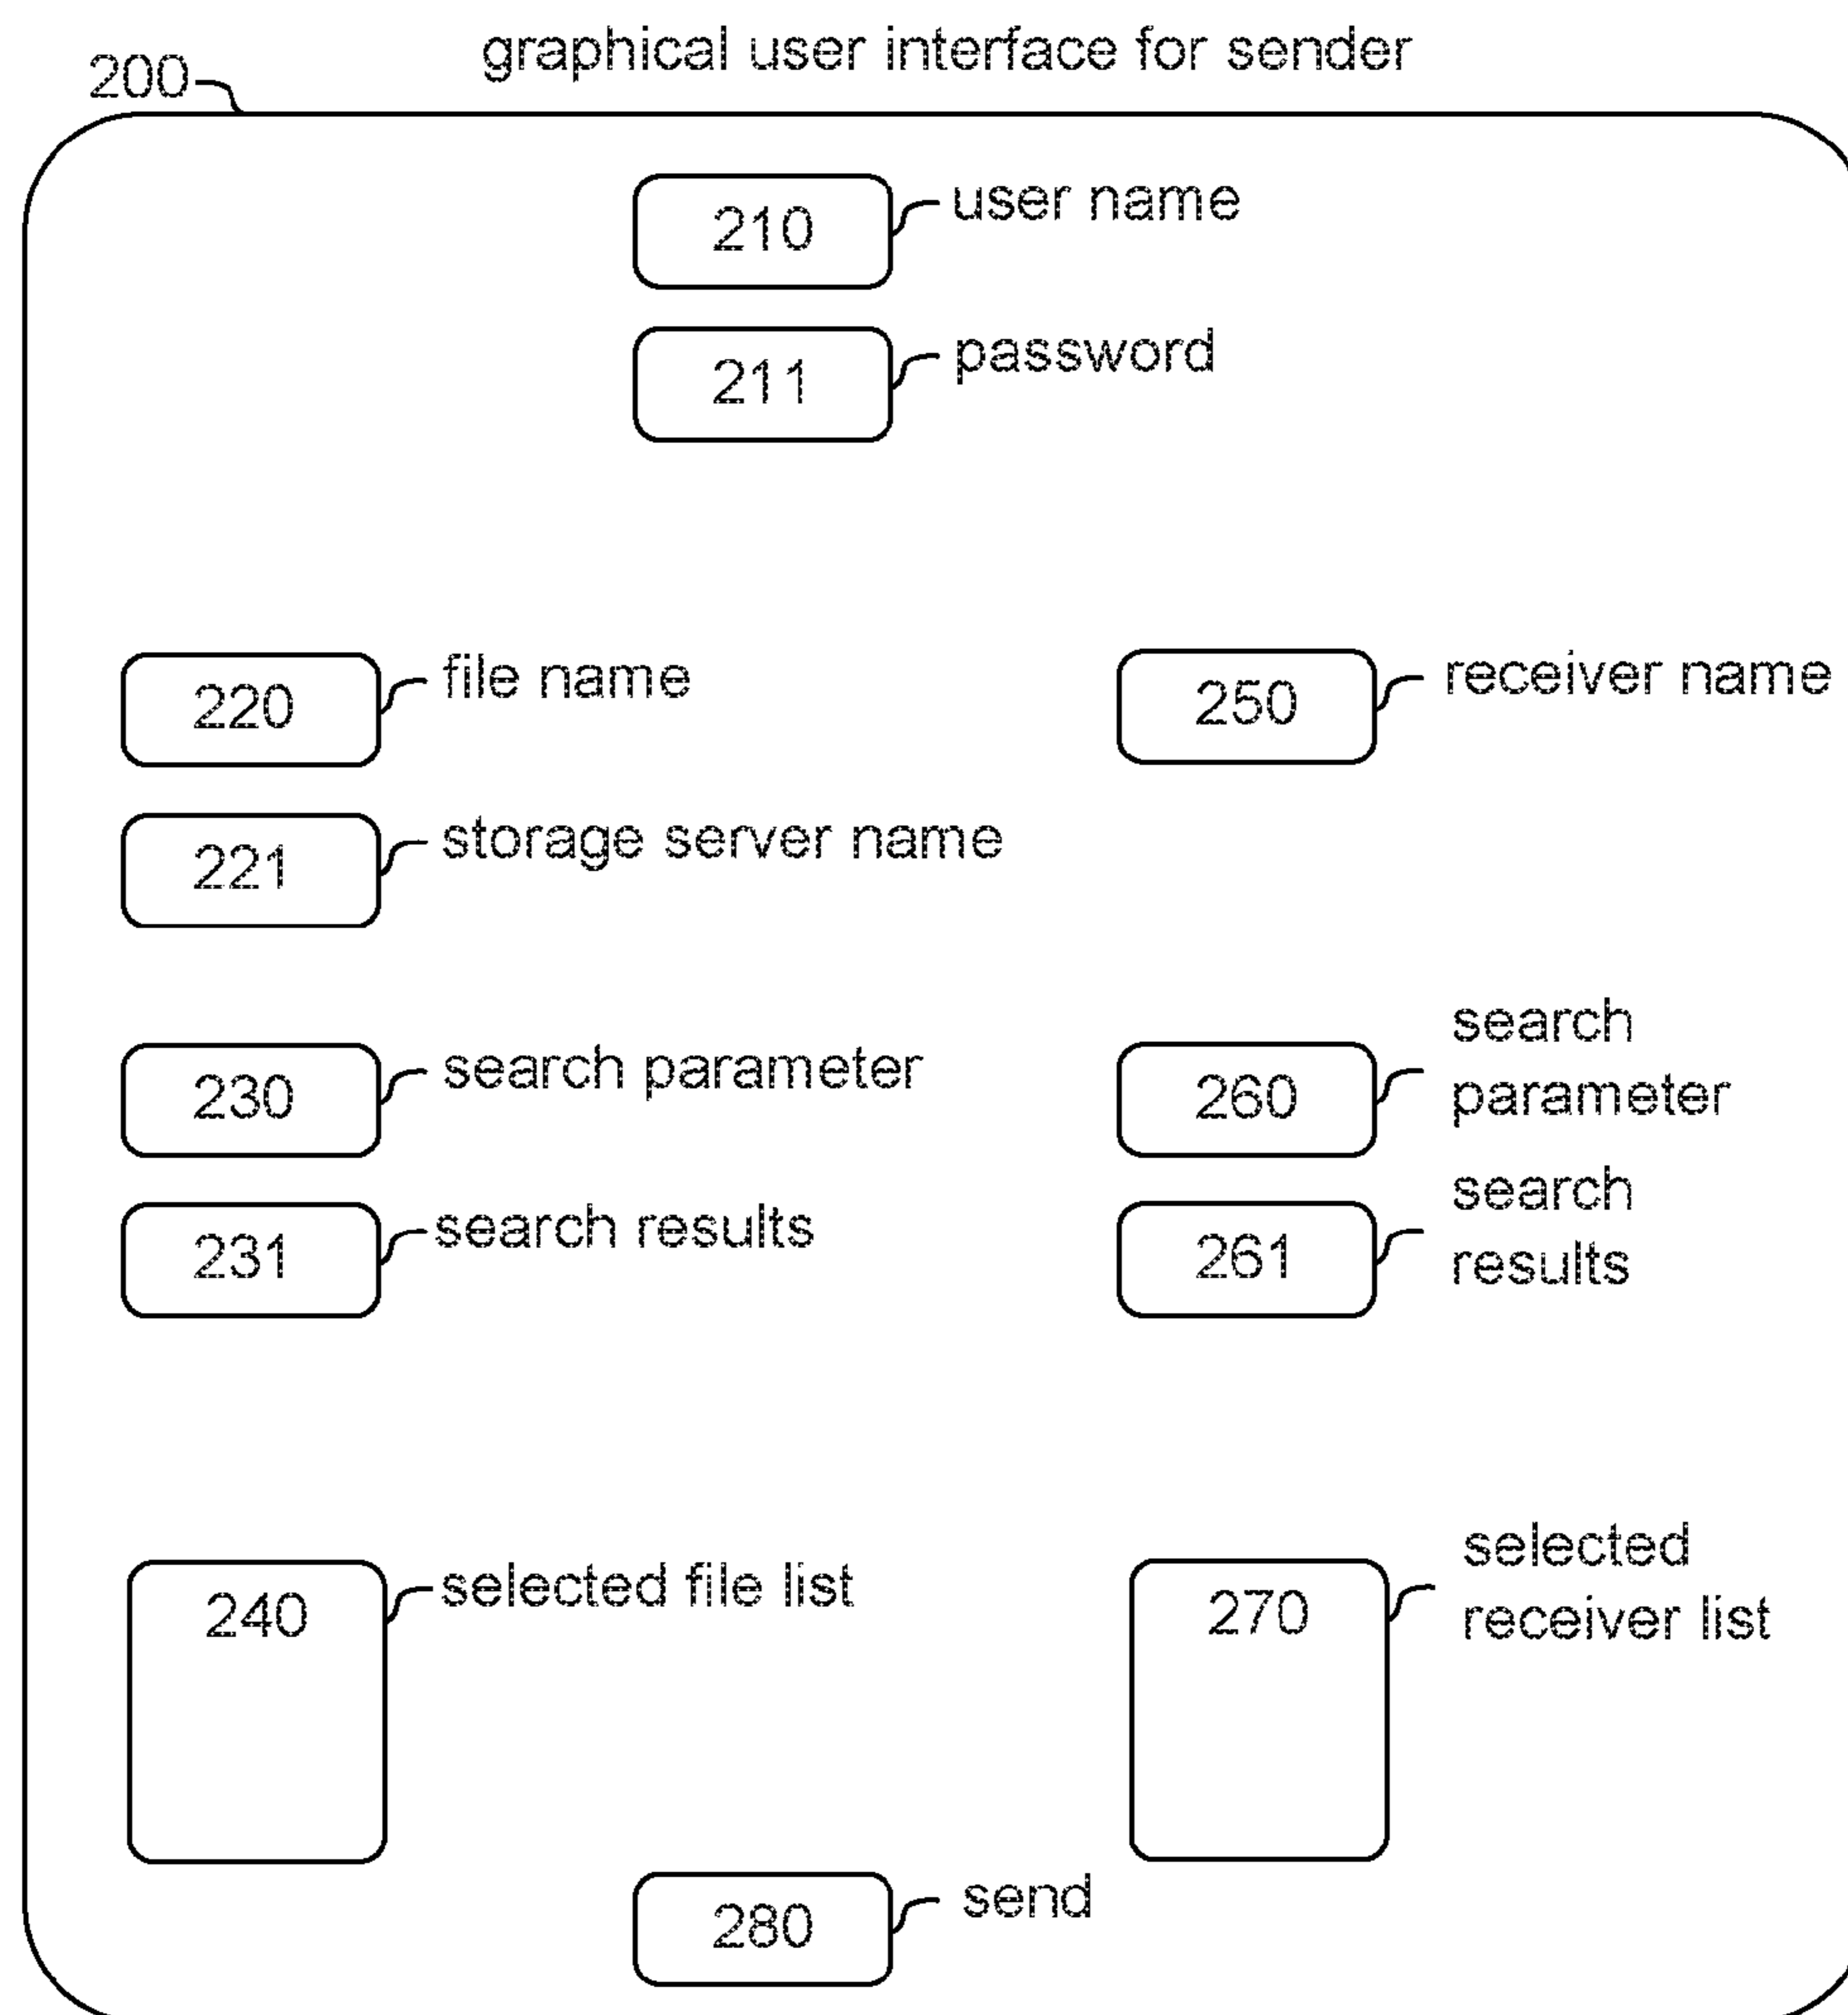 graphical user interface for sender
200
210 user name
211 password
220 file name
250 receiver name
221 storage server name
230 search parameter
260 search
parameter
231 search results
261 search
results
240 selected file list
270 selected
receiver list
280 send